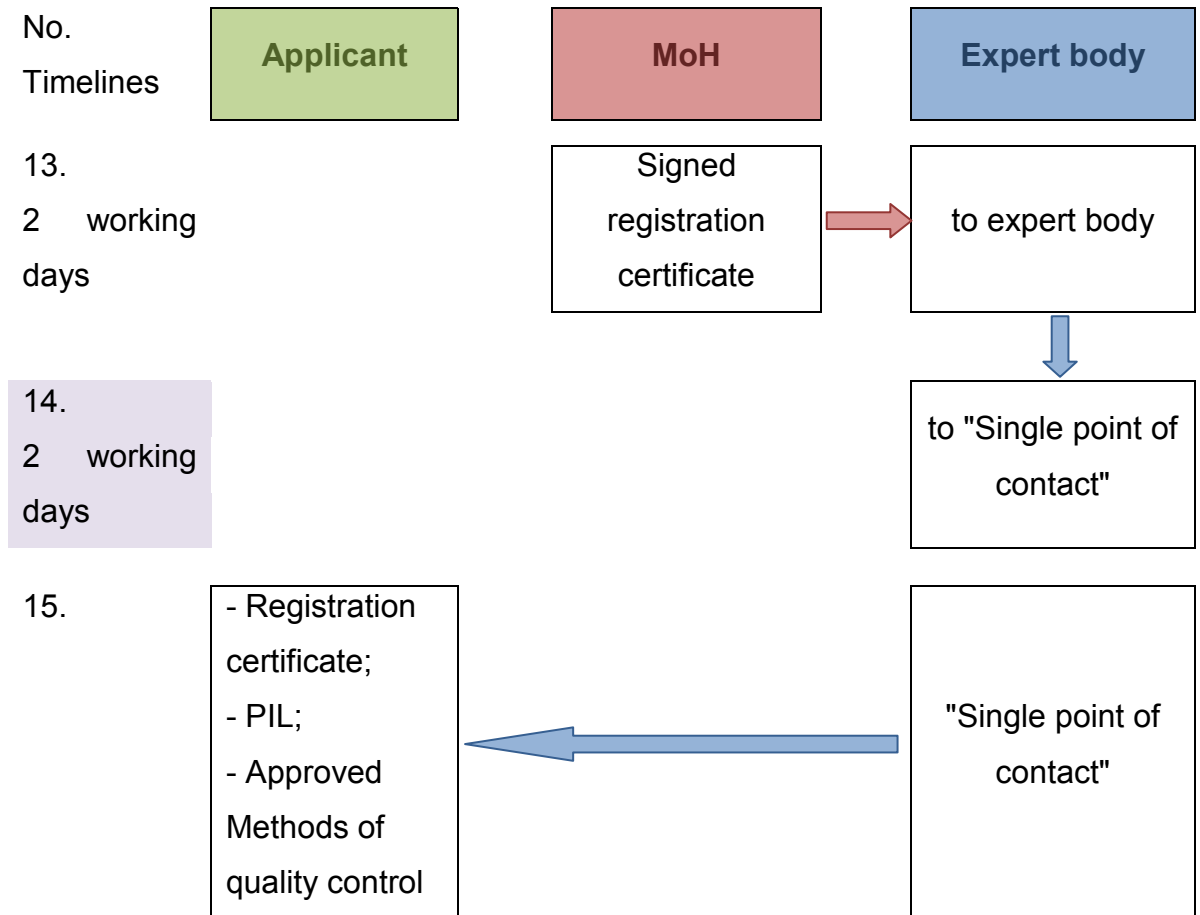 No.
Timelines
Applicant
MoH
Expert body
13.
2 working
days
Signed
registration
certificate
to expert body
14.
2 working
days
to "Single point of
contact"
15.
- Registration
certificate;
- PIL;
- Approved
Methods of
quality control
"Single point of
contact"